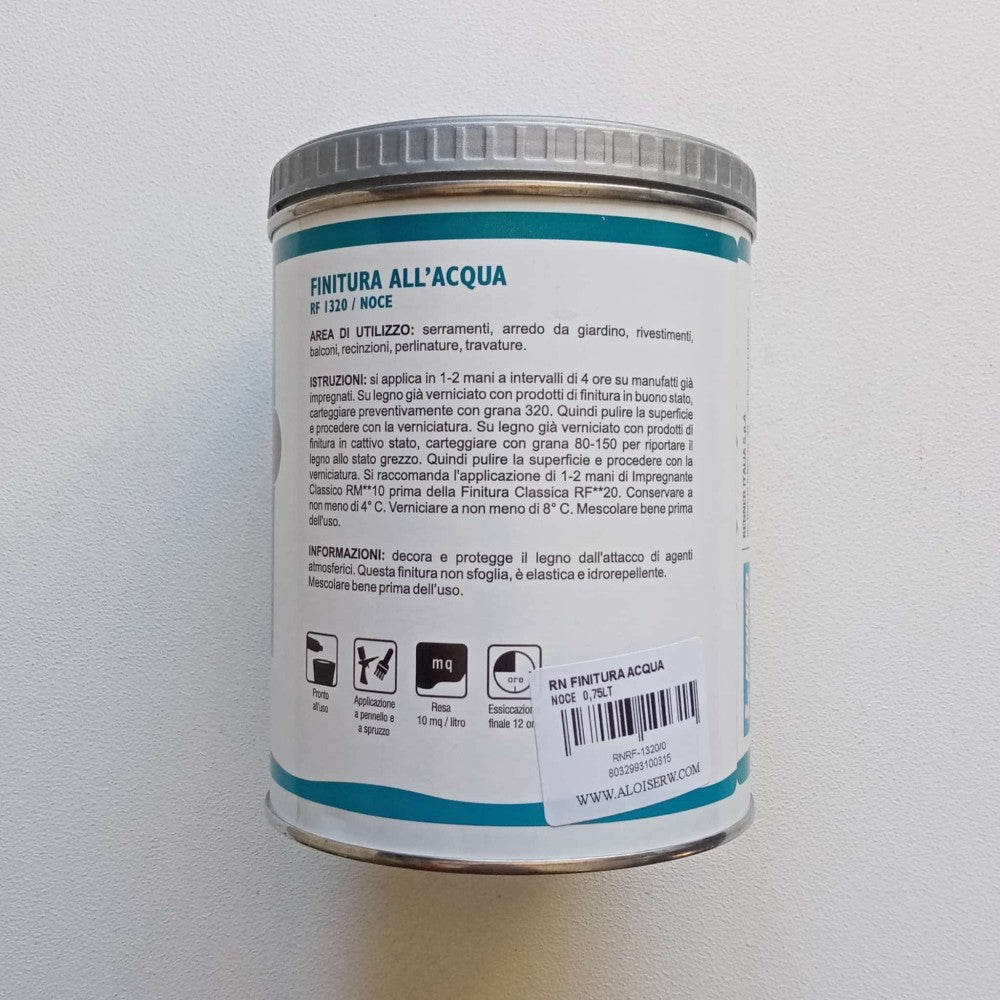 FINITURA ALL'ACQUA
RF 1320 / NOCE
AREA DI UTILIZZO: serramenti, arredo da giardino, rivestimenti,
balconi, recinzioni, perlinature, travature.
ISTRUZIONI: si applica in 1-2 mani a intervalli di 4 ore su manufatti già
impregnati. Su legno già verniciato con prodotti di finitura in buono stato,
carteggiare preventivamente con grana 320. Quindi pulire la superficie
e procedere con la verniciatura. Su legno già verniciato con prodotti di
finitura in cattivo stato, carteggiare con grana 80-150 per riportare il
legno allo stato grezzo. Quindi pulire la superficie e procedere con la
verniciatura. Si raccomanda l'applicazione di 1-2 mani di Impregnante
Classico RM**10 prima della Finitura Classica RF**20. Conservare a
non meno di 4° C. Verniciare a non meno di 8° C. Mescolare bene prima
dell'uso.
INFORMAZIONI: decora e protegge il legno dall'attacco di agenti
atmosferici. Questa finitura non sfoglia, è elastica e idrorepellente.
Mescolare bene prima dell'uso.
Pronto
all'uso
Applicazione
a pennello e
a spruzzo
mq
Resa
10 mq / litro
ore
Essiccazione
finale 12 or
RN FINITURA ACQUA
NOCE 0,75LT
RNRF-1320/0
8032993100315
WWW.ALOISERW.COM
RENNER ITALIA S.p.A.